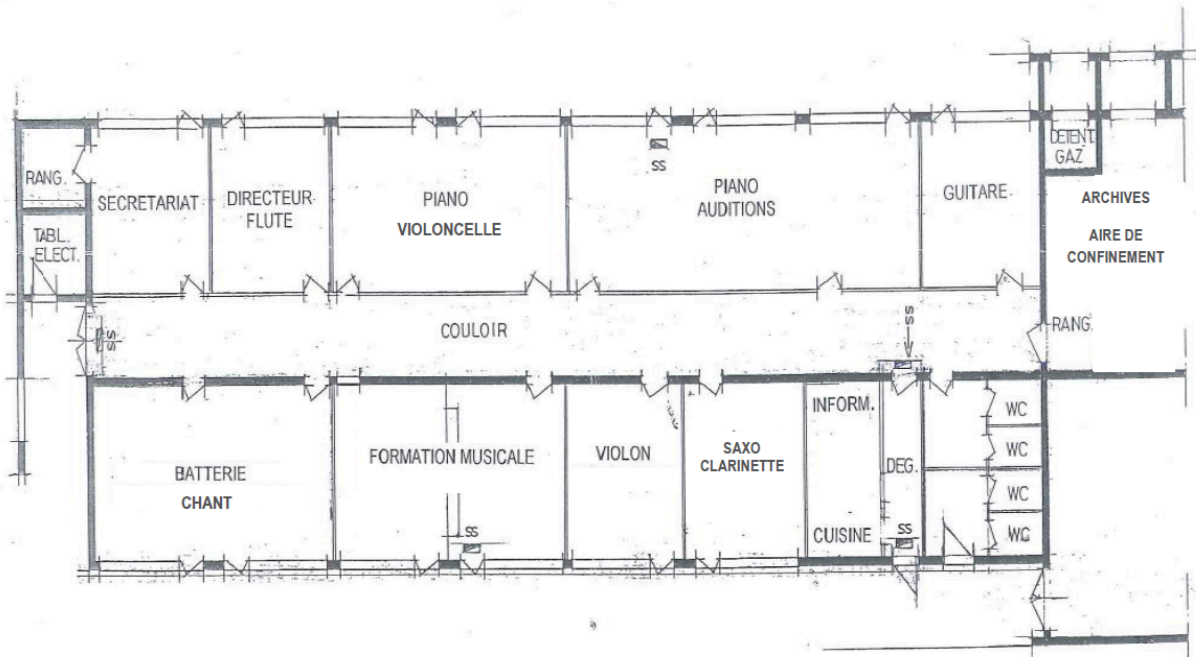 DETENT.
GAZ
RANG.
SECRETARIAT
DIRECTEUR
FLUTE
PIANO
VIOLONCELLE
SS
PIANO
AUDITIONS
GUITARE
ARCHIVES
AIRE DE
CONFINEMENT
TABL.
ELECT.
SS
COULOIR
SS
RANG.
BATTERIE
CHANT
FORMATION MUSICALE
SS
VIOLON
SAXO
CLARINETTE
INFORM.
CUISINE
DEG.
SS
WC
WC
WC
WC